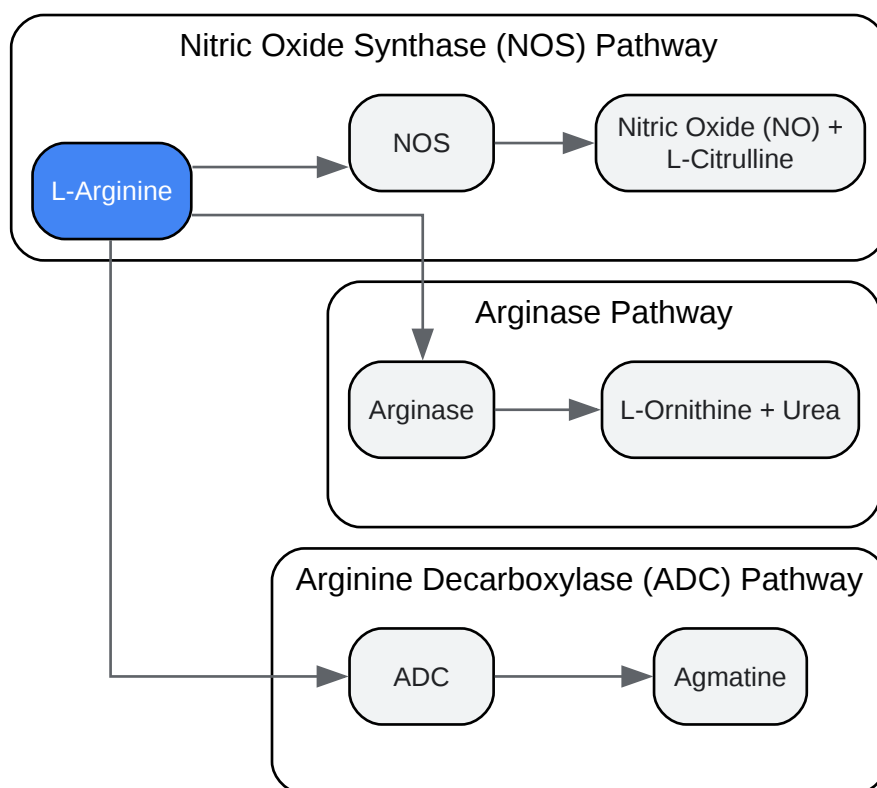 Nitric Oxide Synthase (NOS) Pathway
L-Arginine
NOS
Nitric Oxide (NO) +
L-Citrulline
Arginase Pathway
Arginase
L-Ornithine + Urea
Arginine Decarboxylase (ADC) Pathway
ADC
Agmatine